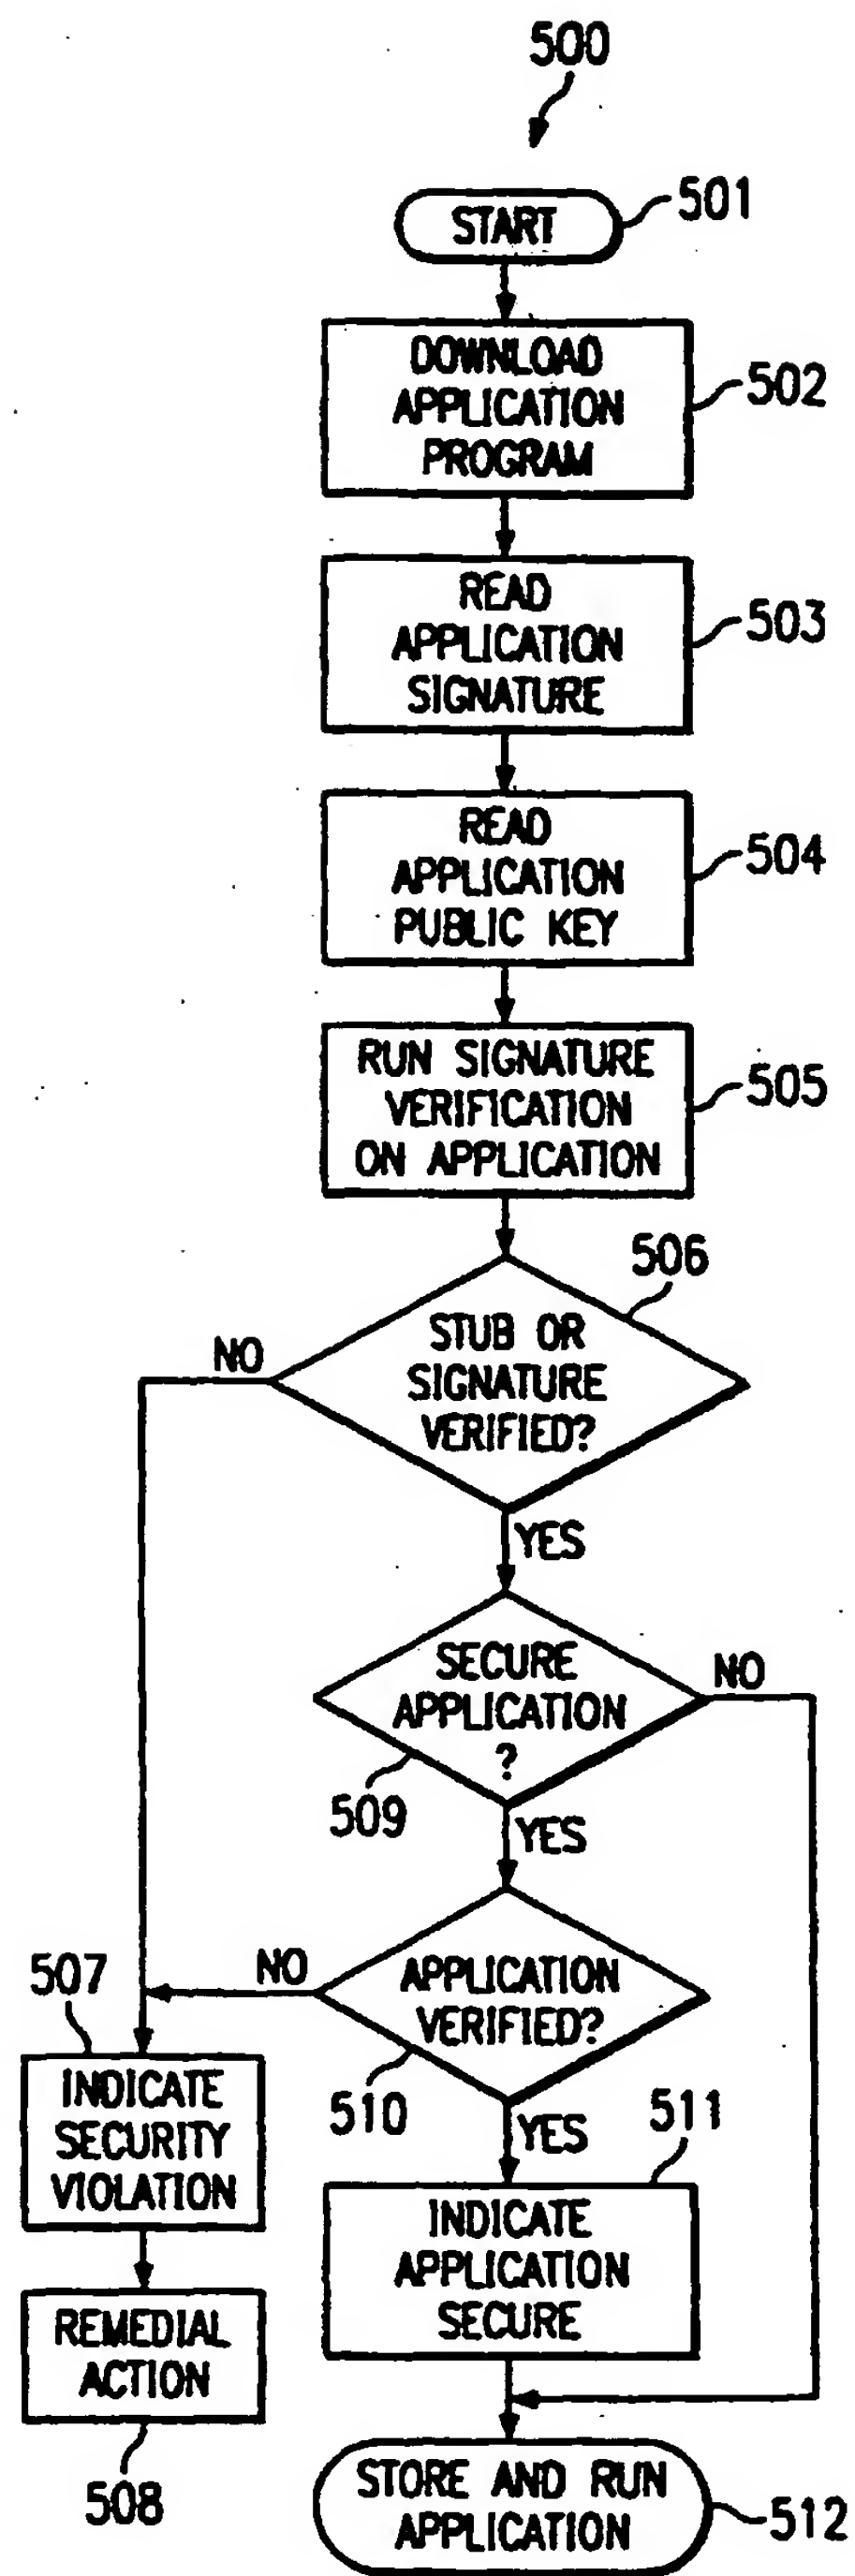 500
START
501
DOWNLOAD
APPLICATION
PROGRAM
502
READ
APPLICATION
SIGNATURE
503
READ
APPLICATION
PUBLIC KEY
504
RUN SIGNATURE
VERIFICATION
ON APPLICATION
505
506
STUB OR
SIGNATURE
VERIFIED?
NO
YES
SECURE
APPLICATION
?
NO
509
YES
APPLICATION
VERIFIED?
NO
510
YES
507
INDICATE
SECURITY
VIOLATION
511
INDICATE
APPLICATION
SECURE
REMEDIAL
ACTION
508
STORE AND RUN
APPLICATION
512